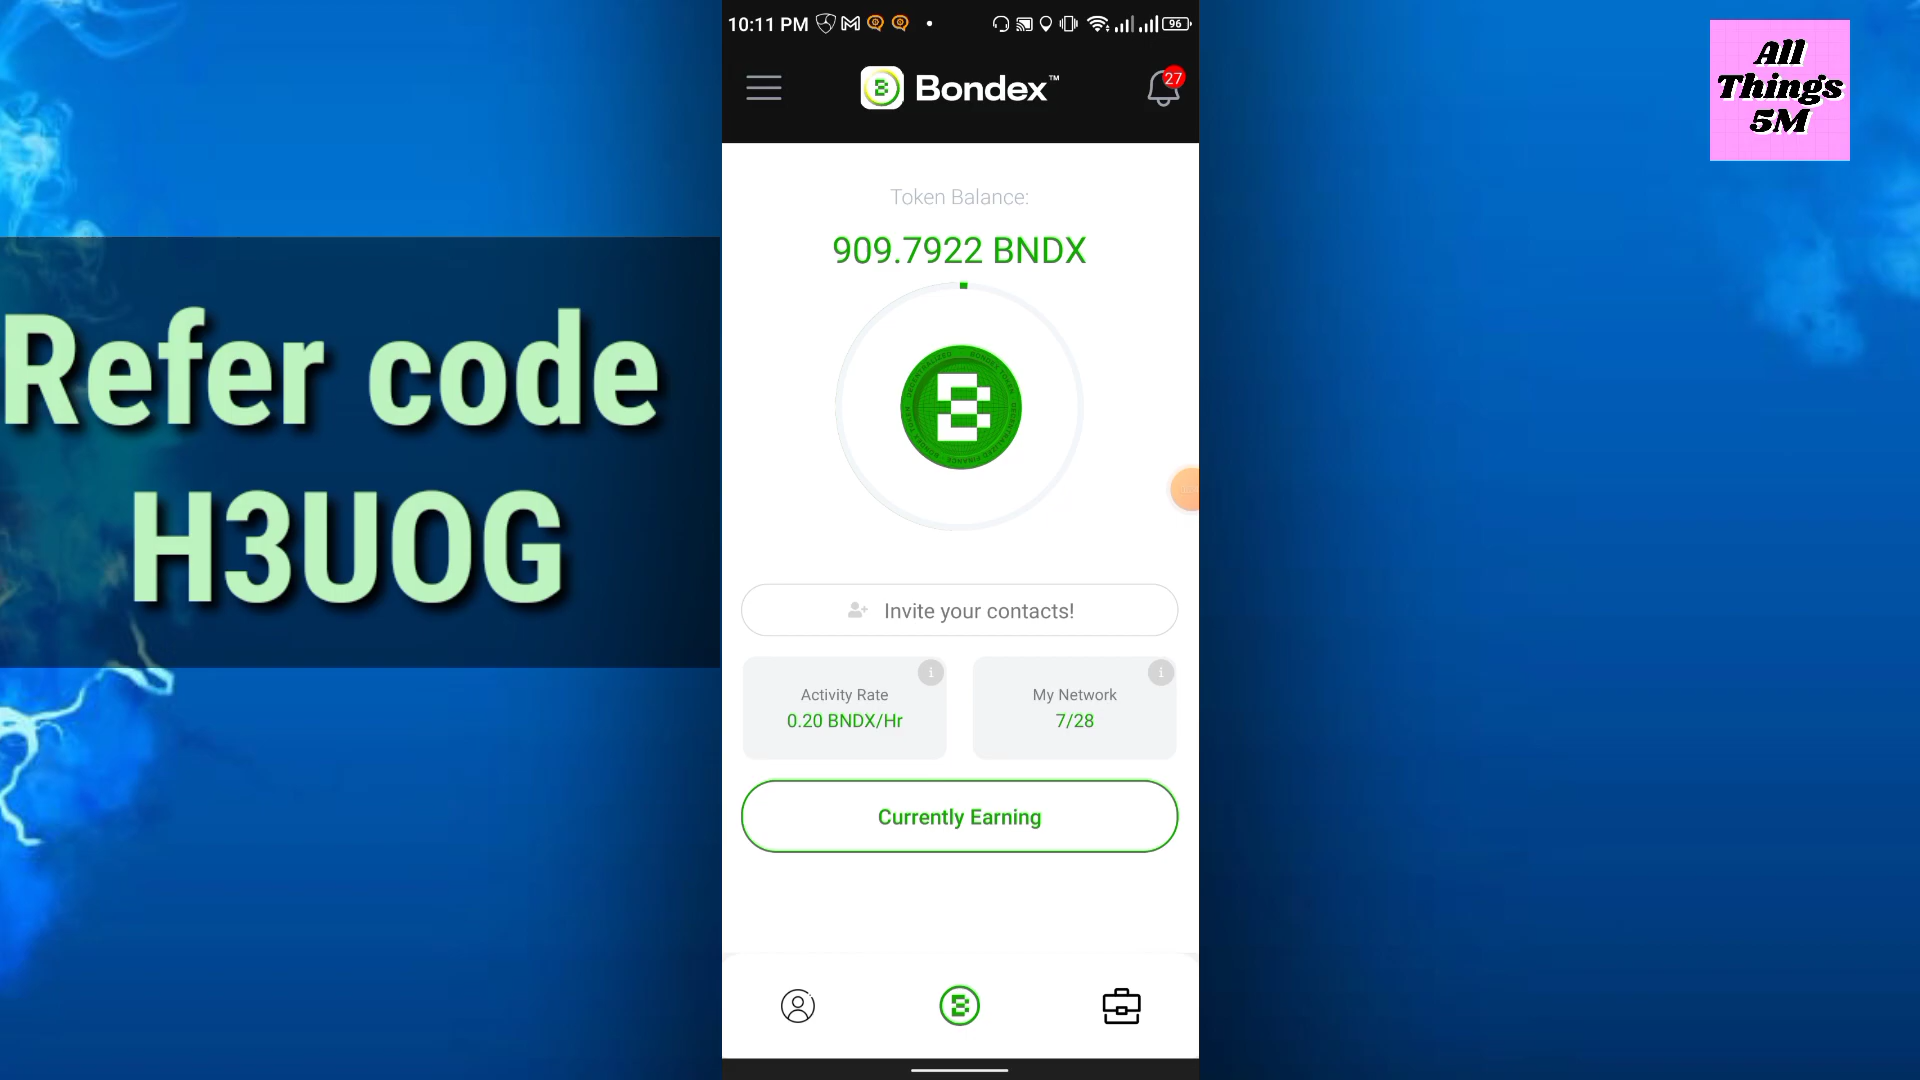 10:11 PM
96
Bondex™
27
All
Things
5M
Token Balance:
909.7922 BNDX
Refer code
H3UOG
Invite your contacts!
i
i
Activity Rate
0.20 BNDX/Hr
My Network
7/28
Currently Earning